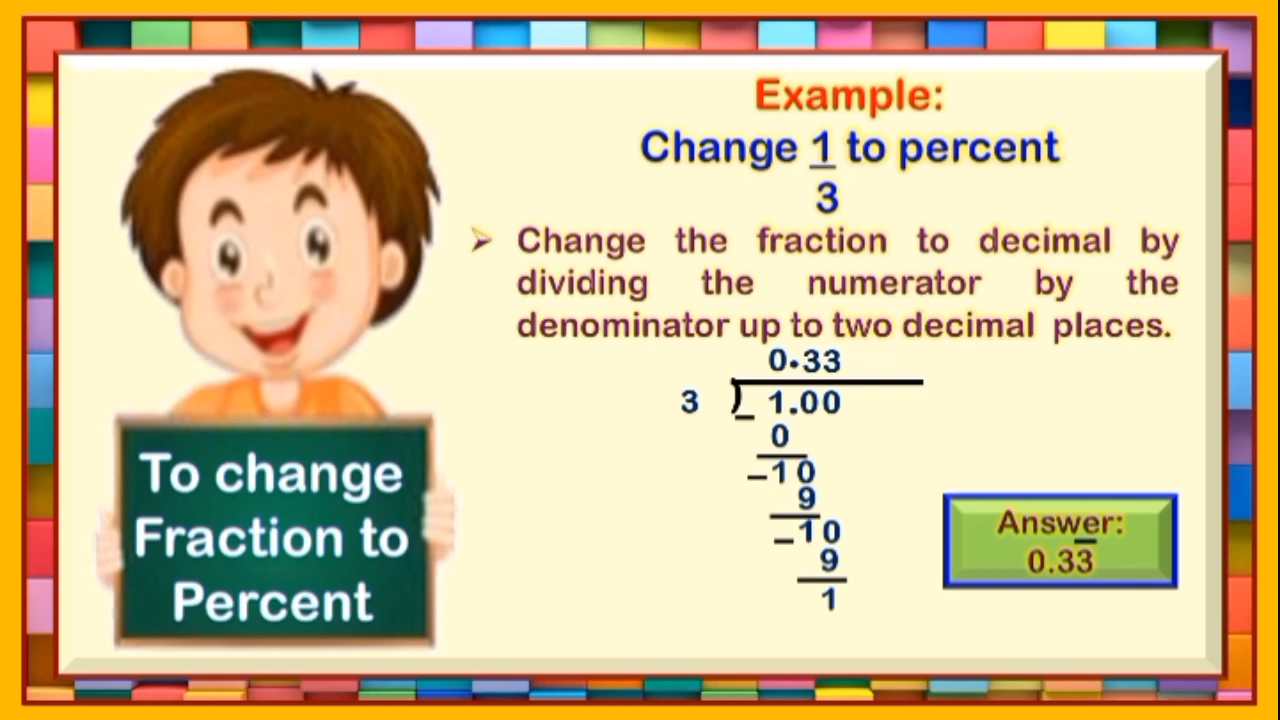 Example:
Change 1 to percent
3
➢ Change the fraction to decimal by
dividing the numerator by the
denominator up to two decimal places.
0.33
3 ) 1.00
– 0
–10
9
–10
9
1
To change
Fraction to
Percent
Answer:
0.33̅